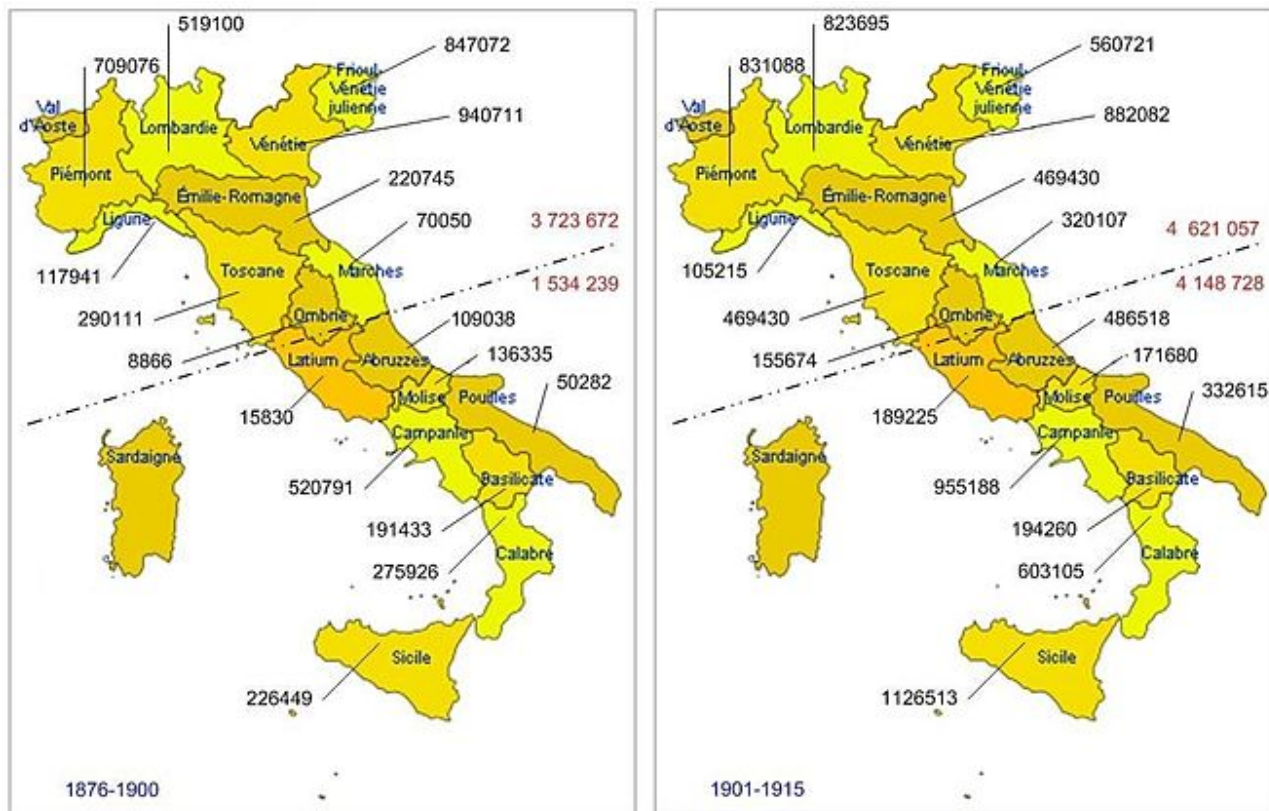 519100
847072
709076
Frioul-
Vénétie
julienne
Val
d'Aoste
940711
Lombardie
Vénétie
Piémont
220745
Émilie-Romagne
Ligurie
70050
3 723 672
117941
Toscane
Marches
1 534 239
290111
Ombrie
109038
8866
Latium
Abruzzes
136335
50282
15830
Molise
Pouilles
Campanie
Sardaigne
520791
Basilicate
191433
275926
Calabre
Sicile
226449
1876-1900
823695
560721
831088
Frioul-
Vénétie
julienne
Val
d'Aoste
882082
Lombardie
Vénétie
Piémont
469430
Émilie-Romagne
Ligurie
320107
4 621 057
105215
Toscane
Marches
4 148 728
469430
Ombrie
486518
155674
Latium
Abruzzes
171680
332615
189225
Molise
Pouilles
Campanie
Sardaigne
955188
Basilicate
194260
603105
Calabre
Sicile
1126513
1901-1915